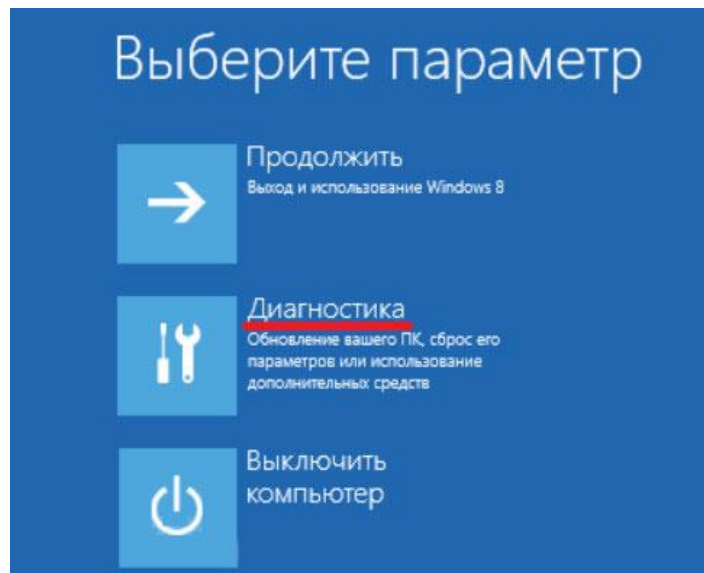 Выберите параметр
Продолжить
Выход и использование Windows 8
Диагностика
Обновление вашего ПК, сброс его
параметров или использование
дополнительных средств
Выключить
компьютер